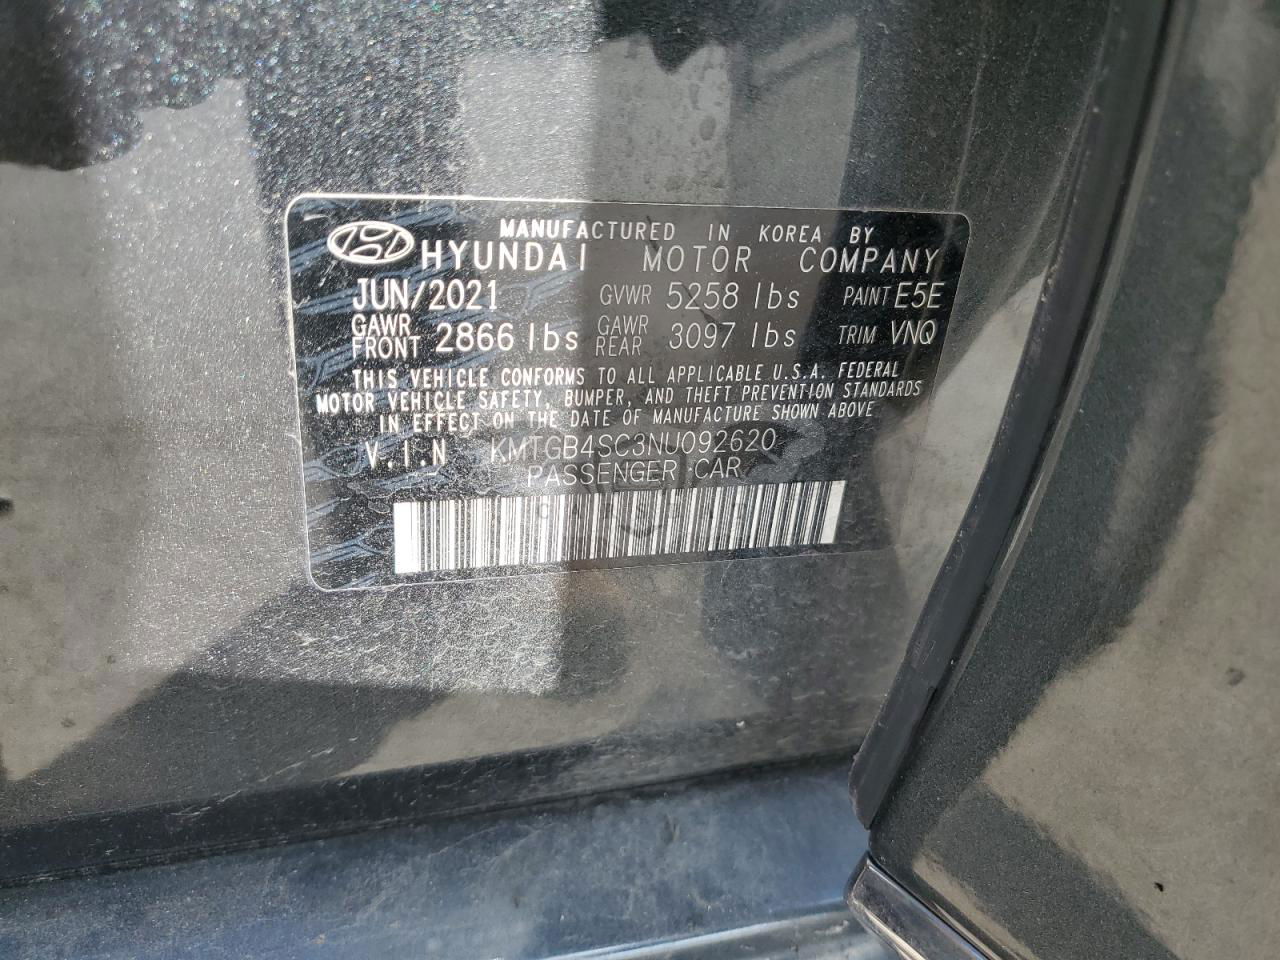 MANUFACTURED IN KOREA BY
HYUNDAI MOTOR COMPANY
JUN/2021 GVWR 5258 lbs PAINT E5E
GAWR FRONT 2866 lbs GAWR REAR 3097 lbs TRIM VNQ
THIS VEHICLE CONFORMS TO ALL APPLICABLE U.S.A. FEDERAL
MOTOR VEHICLE SAFETY, BUMPER, AND THEFT PREVENTION STANDARDS
IN EFFECT ON THE DATE OF MANUFACTURE SHOWN ABOVE
V.I.N KMTGB4SC3NU092620
PASSENGER CAR